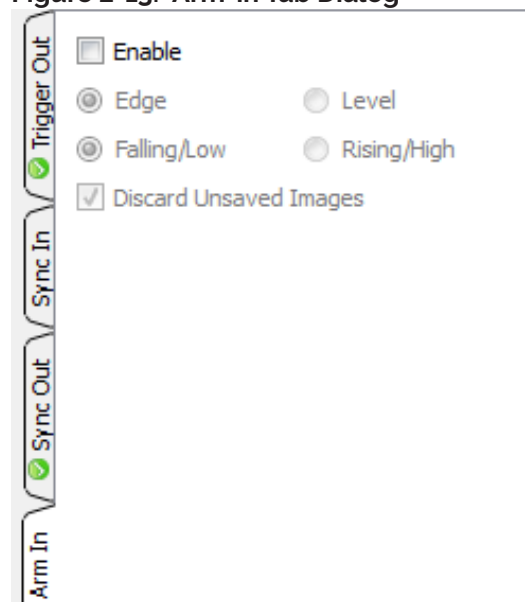 Figure 2-13. Arm-In Tab Dialog
Enable
Edge
Level
Falling/Low
Rising/High
Discard Unsaved Images
Trigger Out
Sync In
Sync Out
Arm In